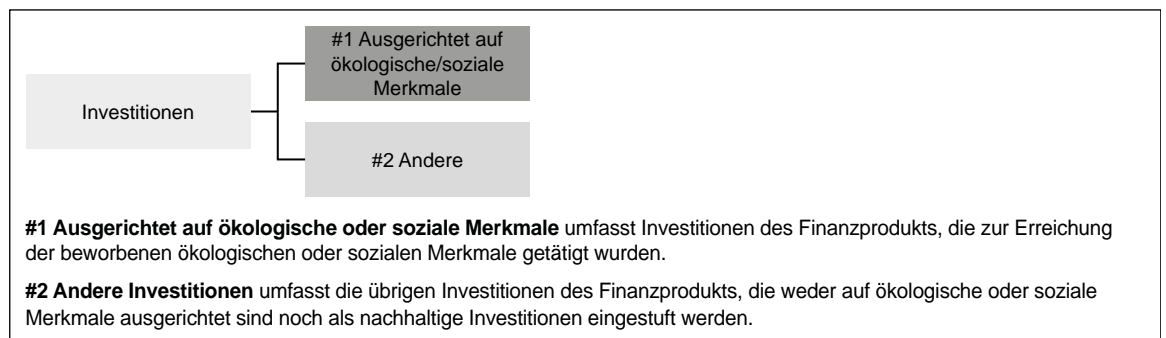 #1 Ausgerichtet auf
ökologische/soziale
Merkmale
Investitionen
#2 Andere
#1 Ausgerichtet auf ökologische oder soziale Merkmale umfasst Investitionen des Finanzprodukts, die zur Erreichung
der beworbenen ökologischen oder sozialen Merkmale getätigt wurden.
#2 Andere Investitionen umfasst die übrigen Investitionen des Finanzprodukts, die weder auf ökologische oder soziale
Merkmale ausgerichtet sind noch als nachhaltige Investitionen eingestuft werden.